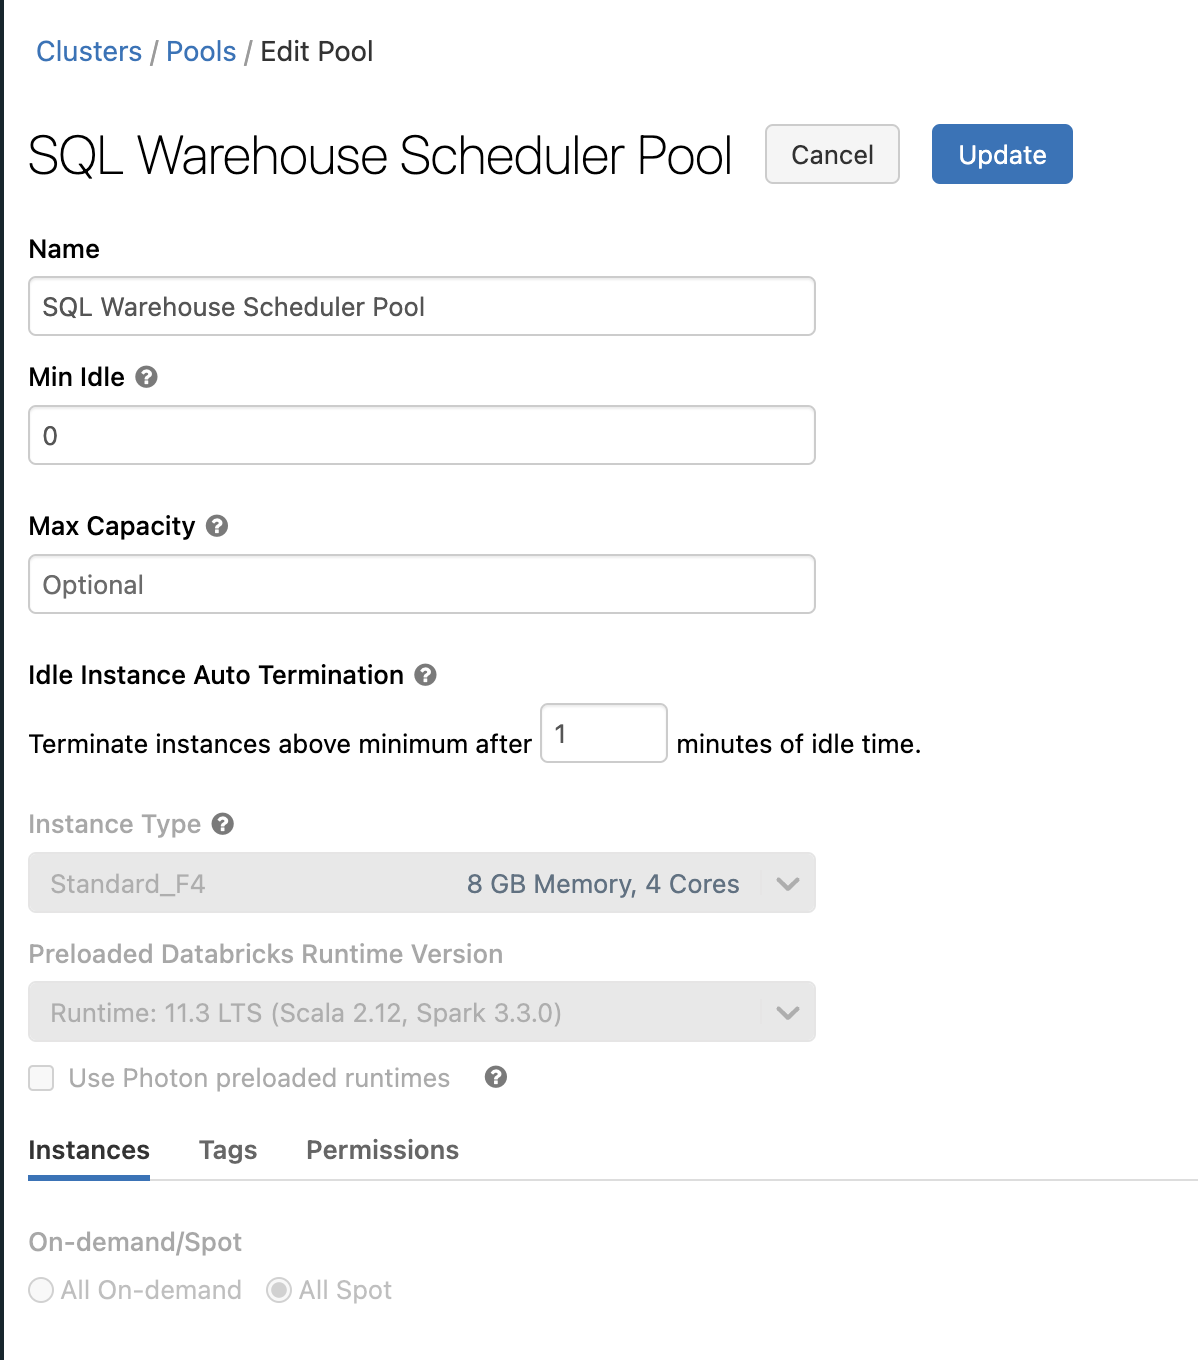 Clusters / Pools / Edit Pool
SQL Warehouse Scheduler Pool Cancel Update
Name
SQL Warehouse Scheduler Pool
Min Idle ?
0
Max Capacity ?
Optional
Idle Instance Auto Termination ?
Terminate instances above minimum after 1 minutes of idle time.
Instance Type ?
Standard_F4 8 GB Memory, 4 Cores
Preloaded Databricks Runtime Version
Runtime: 11.3 LTS (Scala 2.12, Spark 3.3.0)
Use Photon preloaded runtimes ?
Instances Tags Permissions
On-demand/Spot
All On-demand All Spot